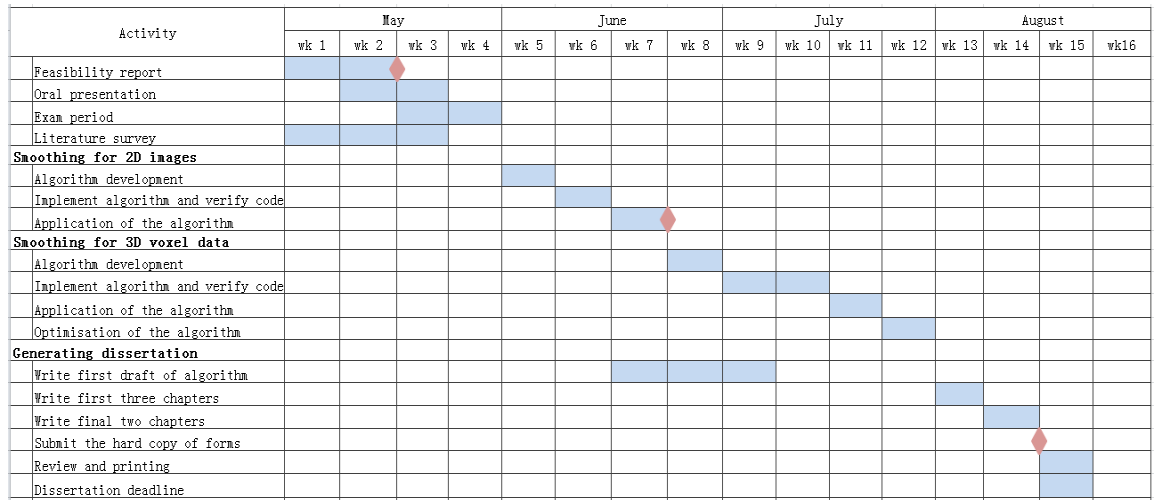 Activity
May June July August
wk 1 wk 2 wk 3 wk 4 wk 5 wk 6 wk 7 wk 8 wk 9 wk 10 wk 11 wk 12 wk 13 wk 14 wk 15 wk16
Feasibility report
Oral presentation
Exam period
Literature survey
Smoothing for 2D images
Algorithm development
Implement algorithm and verify code
Application of the algorithm
Smoothing for 3D voxel data
Algorithm development
Implement algorithm and verify code
Application of the algorithm
Optimisation of the algorithm
Generating dissertation
Write first draft of algorithm
Write first three chapters
Write final two chapters
Submit the hard copy of forms
Review and printing
Dissertation deadline